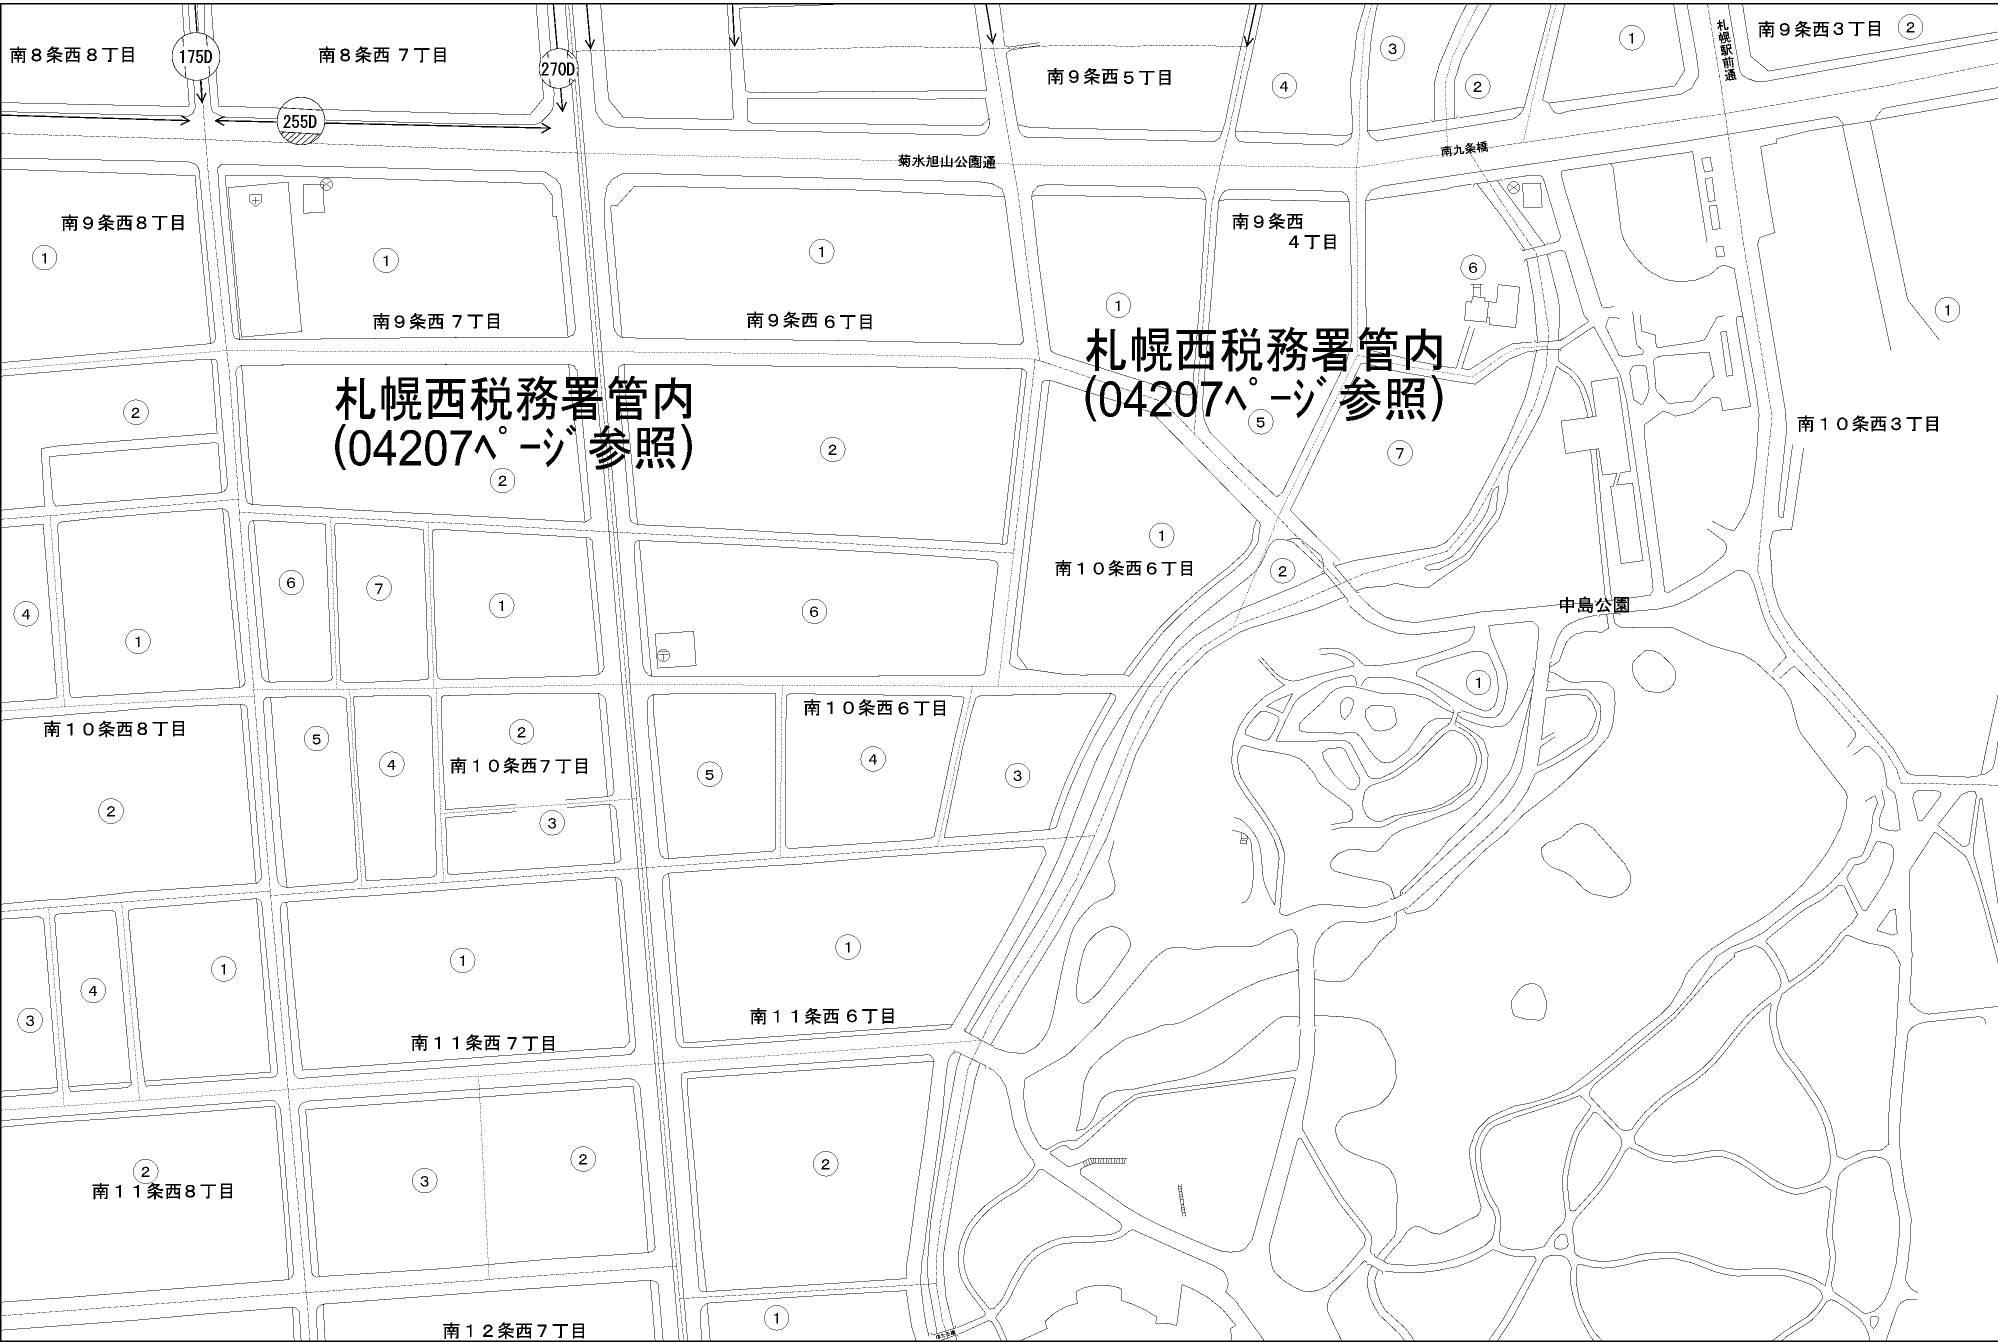 南８条西８丁目
175D
南８条西７丁目
270D
255D
南９条西５丁目
4
3
2
1
札幌駅前通
南９条西３丁目
2
菊水旭山公園通
南九条橋
南９条西８丁目
1
1
南９条西７丁目
1
南９条西６丁目
1
南９条西
４丁目
6
1
札幌西税務署管内
(04207ﾍﾟｰｼﾞ参照)
札幌西税務署管内
(04207ﾍﾟｰｼﾞ参照)
2
2
2
5
7
南１０条西３丁目
1
南１０条西６丁目
2
4
1
6
7
1
6
中島公園
1
南１０条西８丁目
5
4
2
南１０条西７丁目
3
南１０条西６丁目
5
4
3
2
3
4
1
1
南１１条西７丁目
1
南１１条西６丁目
2
南１１条西８丁目
3
2
2
南１２条西７丁目
1